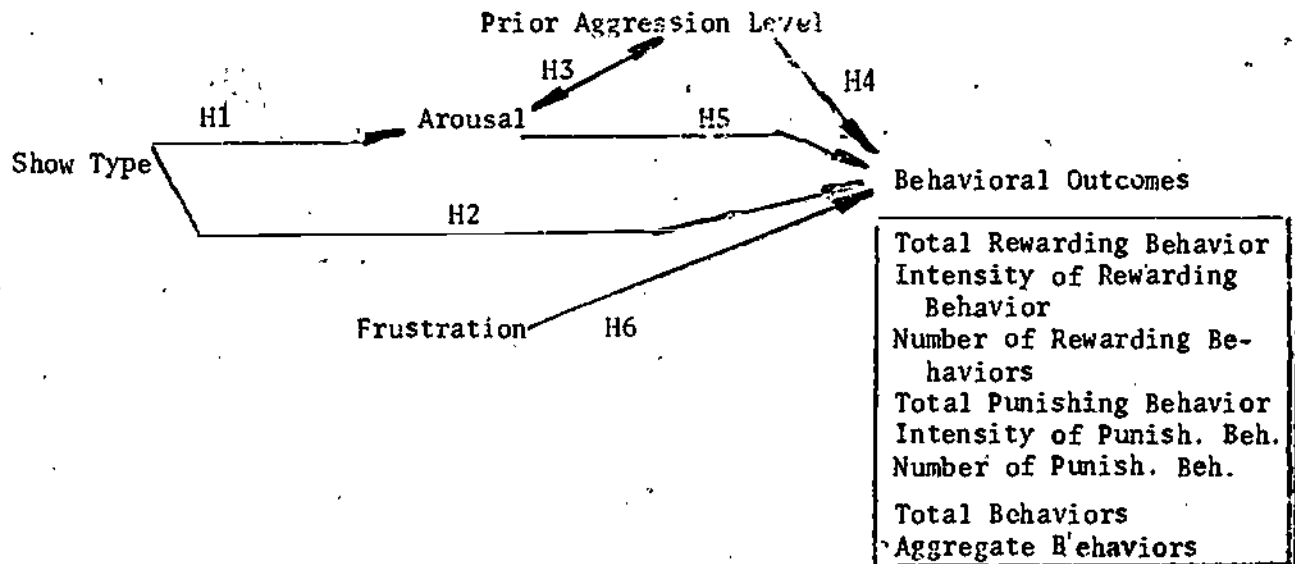 Prior Aggression Level
H3
H4
H1
Arousal
H5
Show Type
Behavioral Outcomes
H2
Total Rewarding Behavior
Intensity of Rewarding
Behavior
Frustration
H6
Number of Rewarding Be-
haviors
Total Punishing Behavior
Intensity of Punish. Beh.
Number of Punish. Beh.
Total Behaviors
Aggregate Behaviors